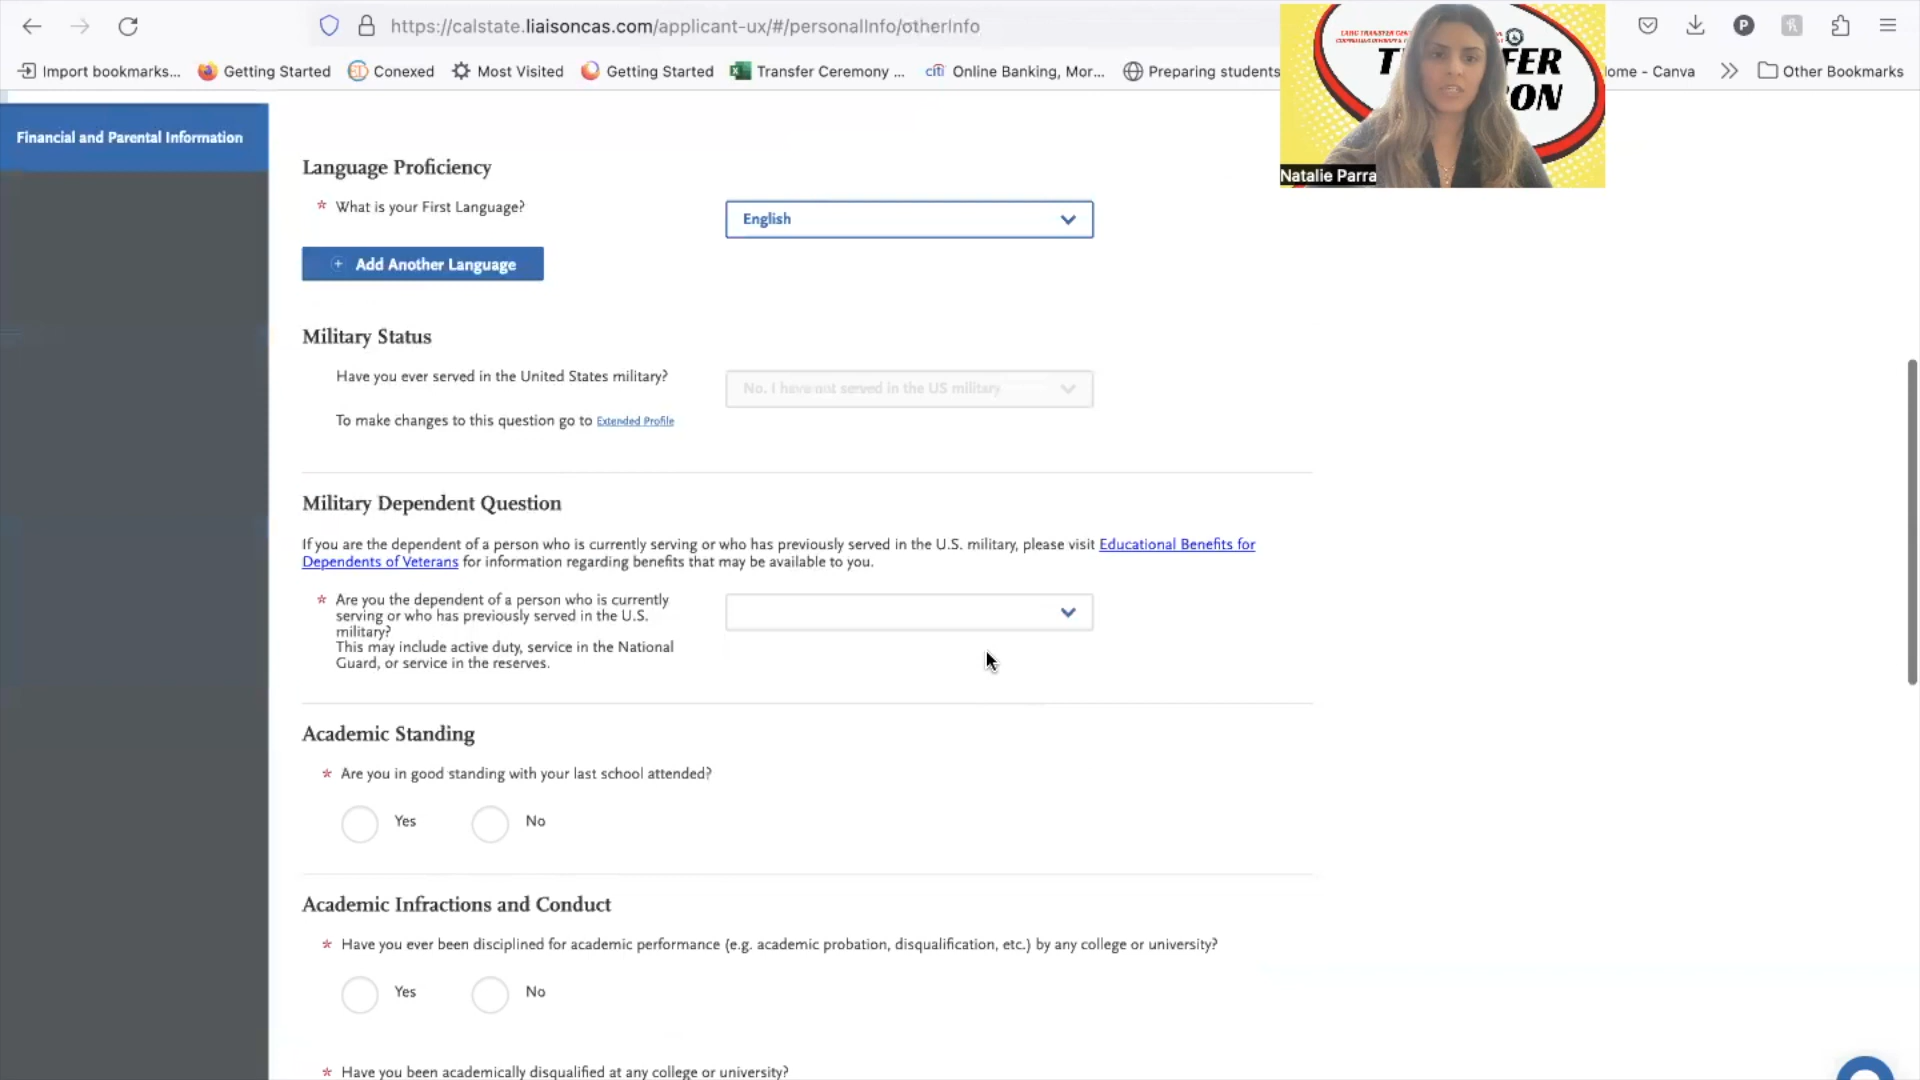 https://calstate.liaisoncas.com/applicant-ux/#/personalInfo/otherInfo
P
Import bookmarks...
Getting Started
Conexed
Most Visited
Getting Started
Transfer Ceremony ...
citi Online Banking, Mor...
Preparing students
ome - Canva
Other Bookmarks
ON
Natalie Parra
Financial and Parental Information
Language Proficiency
* What is your First Language?
English
+ Add Another Language
Military Status
Have you ever served in the United States military?
No. I have not served in the US military
To make changes to this question go to Extended Profile
Military Dependent Question
If you are the dependent of a person who is currently serving or who has previously served in the U.S. military, please visit Educational Benefits for
Dependents of Veterans for information regarding benefits that may be available to you.
* Are you the dependent of a person who is currently
serving or who has previously served in the U.S.
military?
This may include active duty, service in the National
Guard, or service in the reserves.
Academic Standing
* Are you in good standing with your last school attended?
Yes
No
Academic Infractions and Conduct
* Have you ever been disciplined for academic performance (e.g. academic probation, disqualification, etc.) by any college or university?
Yes
No
* Have you been academically disqualified at any college or university?